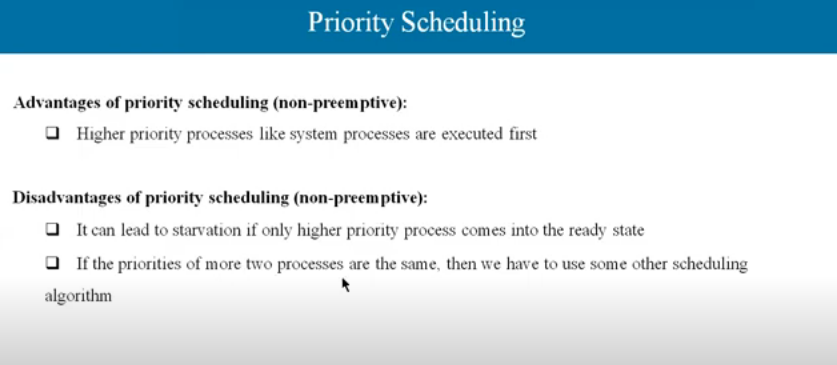 Priority Scheduling
Advantages of priority scheduling (non-preemptive):
❑ Higher priority processes like system processes are executed first
Disadvantages of priority scheduling (non-preemptive):
❑ It can lead to starvation if only higher priority process comes into the ready state
❑ If the priorities of more two processes are the same, then we have to use some other scheduling
algorithm